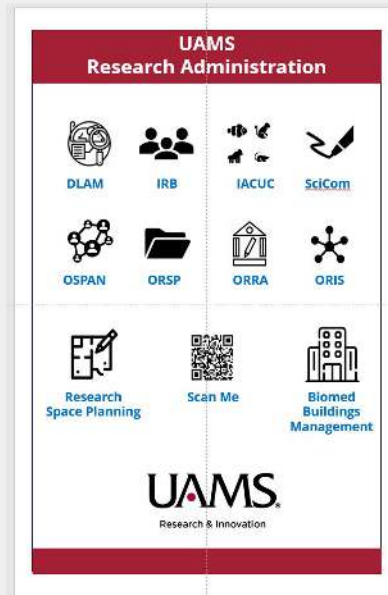 UAMS
Research Administration
DLAM
IRB
IACUC
SciCom
OSPAN
ORSP
ORRA
ORIS
Research
Space Planning
Scan Me
Biomed
Buildings
Management
UAMS®
Research & Innovation